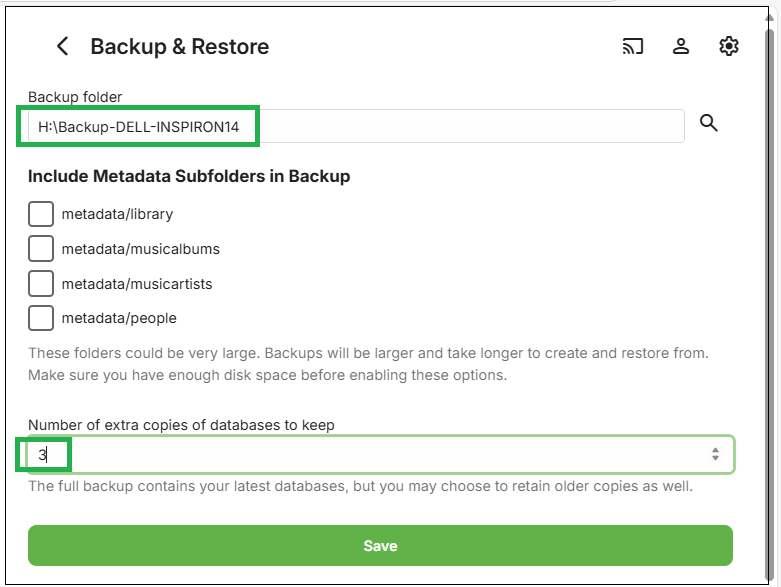 Backup & Restore
Backup folder
H:\Backup-DELL-INSPIRON14
Include Metadata Subfolders in Backup
metadata/library
metadata/musicalbums
metadata/musicartists
metadata/people
These folders could be very large. Backups will be larger and take longer to create and restore from.
Make sure you have enough disk space before enabling these options.
Number of extra copies of databases to keep
3
The full backup contains your latest databases, but you may choose to retain older copies as well.
Save